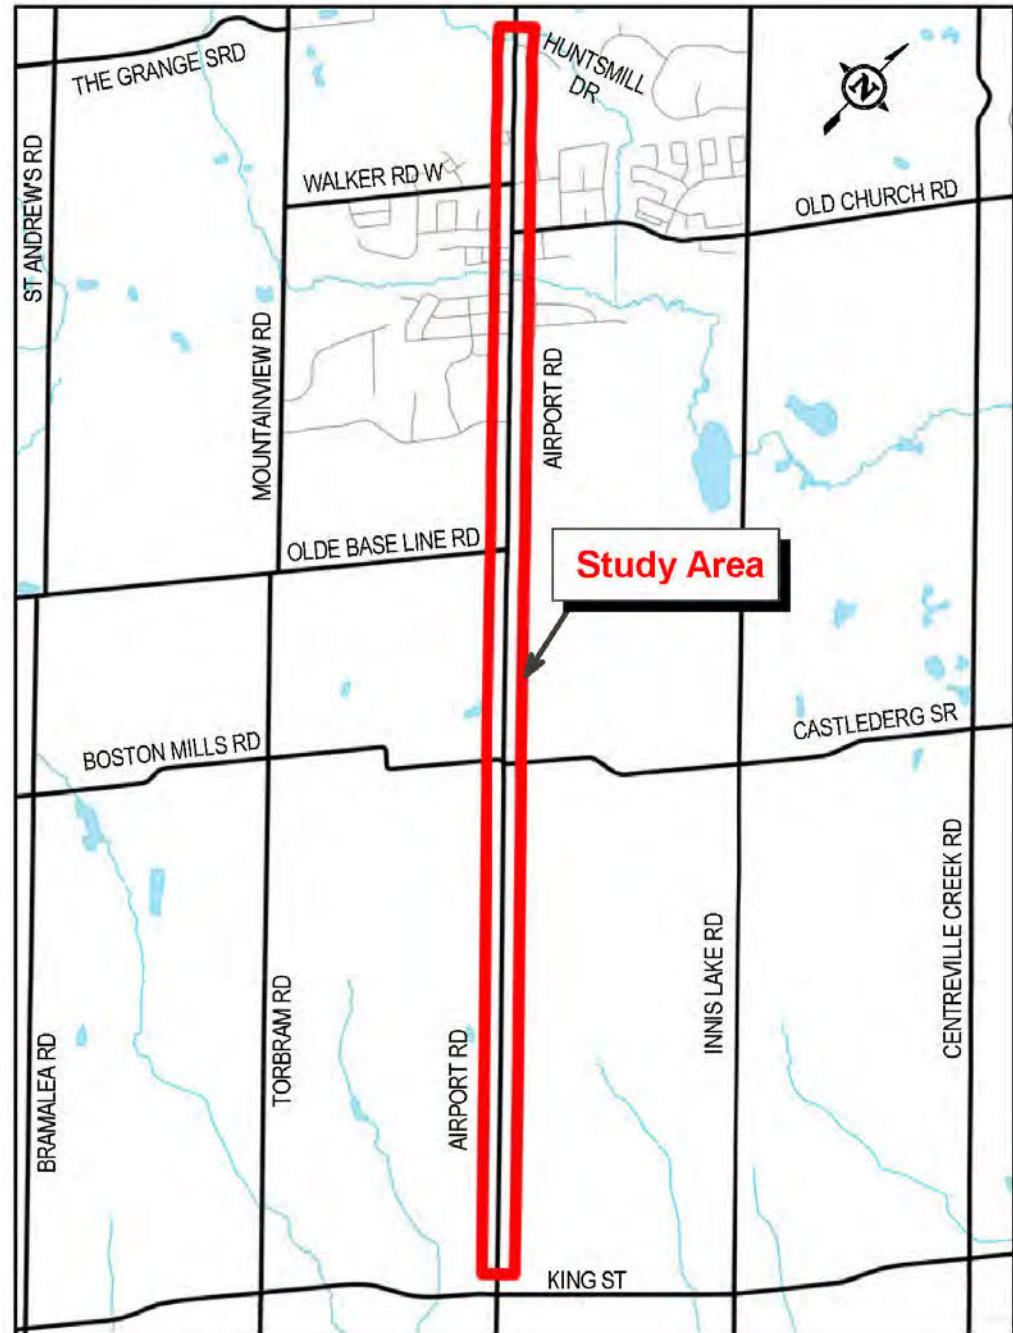 HUNTSMILL
DR
THE GRANGE SRD
N
WALKER RD W
OLD CHURCH RD
ST ANDREW'S RD
MOUNTAINVIEW RD
AIRPORT RD
OLDE BASE LINE RD
Study Area
CASTLEDERG SR
BOSTON MILLS RD
CENTREVILLE CREEK RD
INNIS LAKE RD
TORBRAM RD
AIRPORT RD
BRAMALEA RD
KING ST